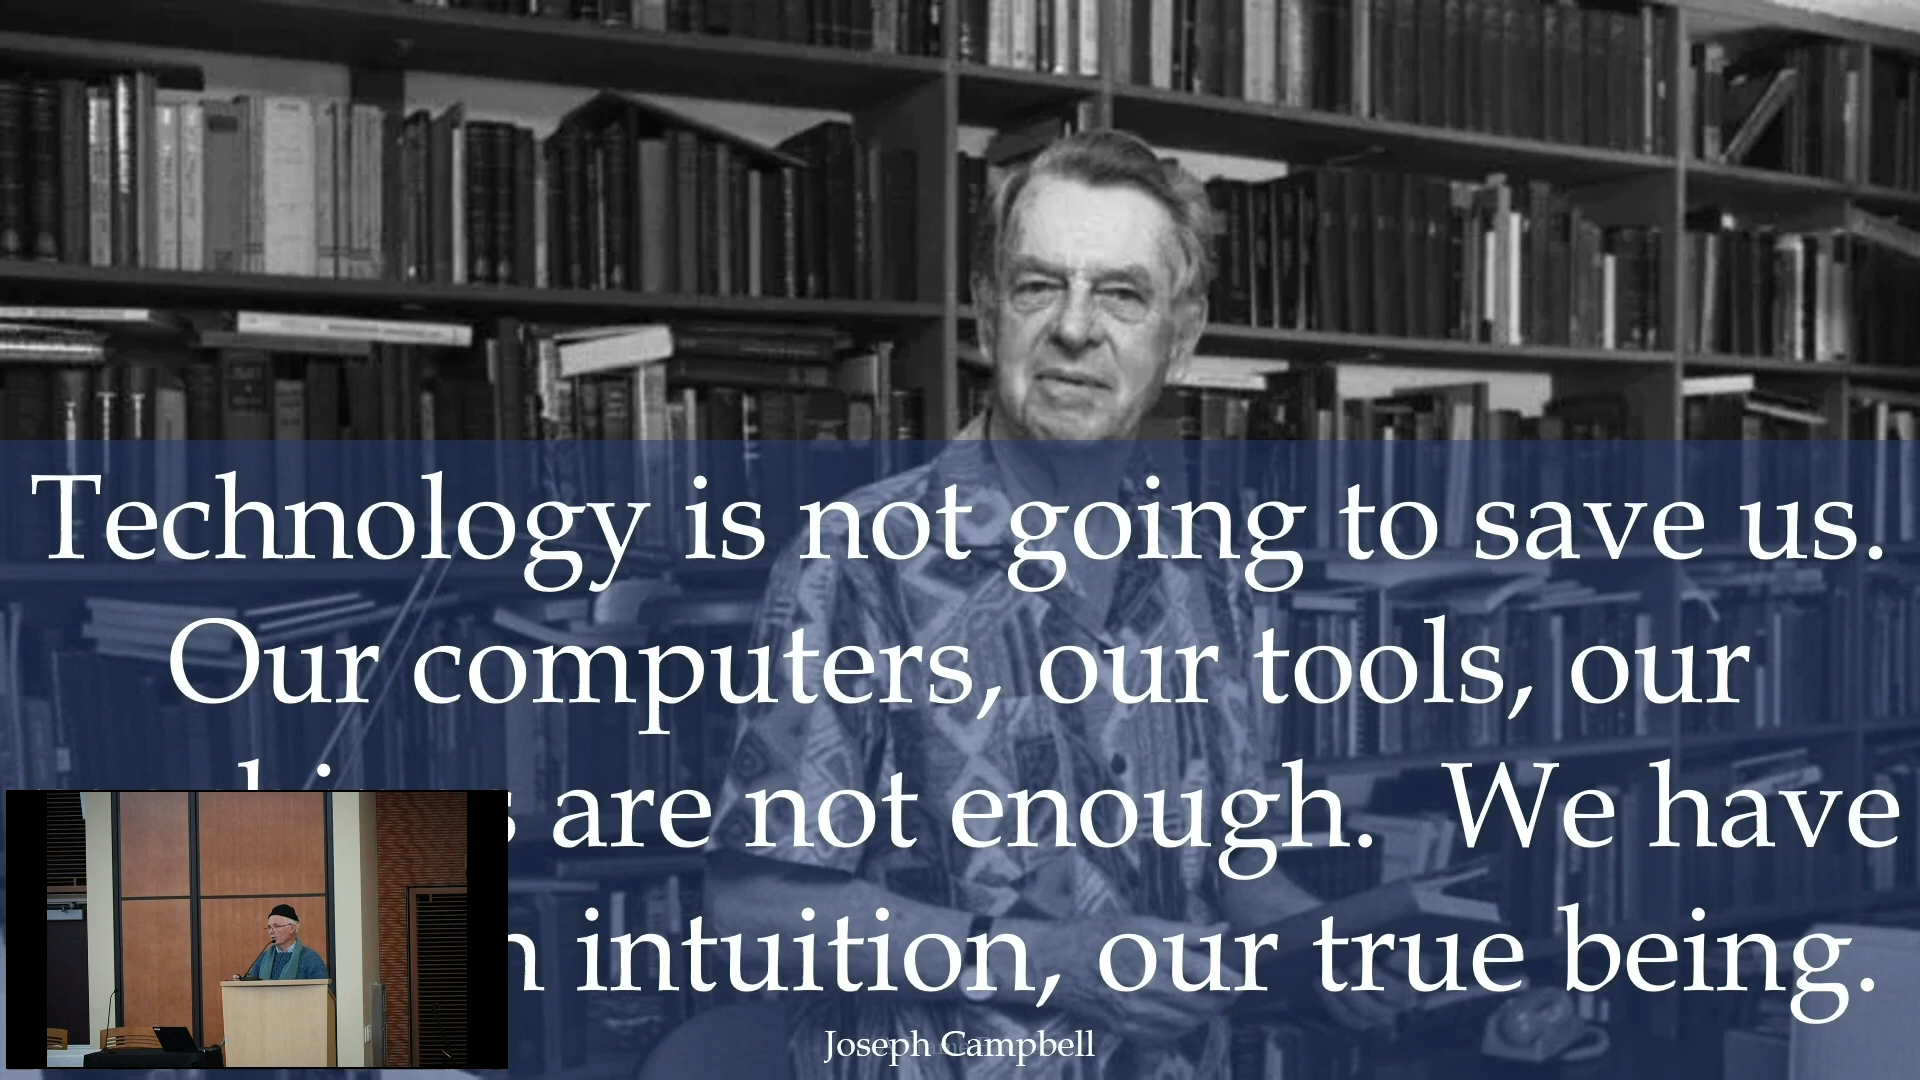 Technology is not going to save us.
Our computers, our tools, our
are not enough. We have
intuition, our true being.
Joseph Campbell